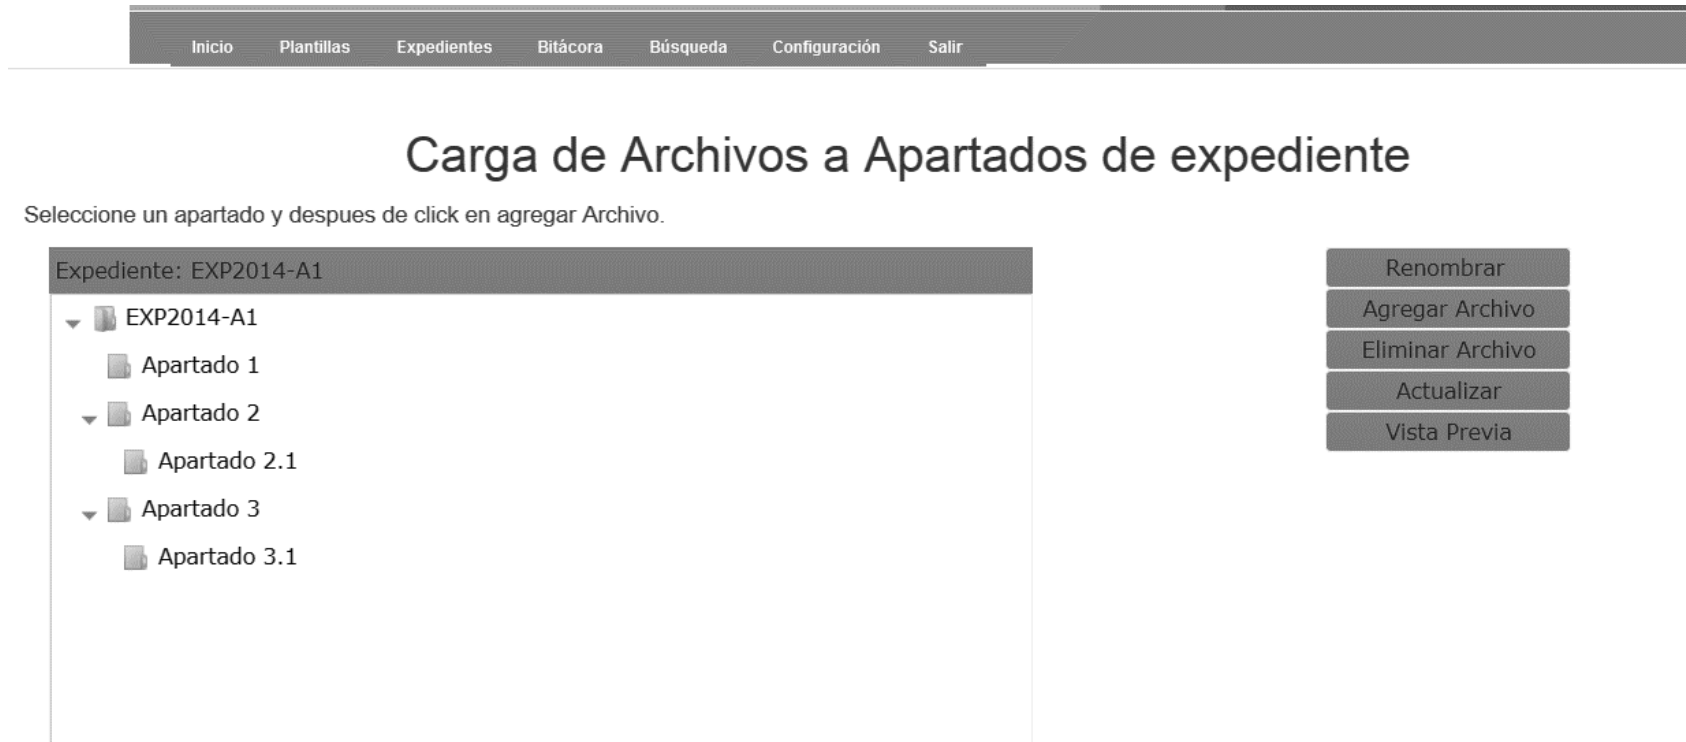 Inicio Plantillas Expedientes Bitácora Búsqueda Configuración Salir
Carga de Archivos a Apartados de expediente
Seleccione un apartado y despues de click en agregar Archivo.
Expediente: EXP2014-A1
EXP2014-A1
Apartado 1
Apartado 2
Apartado 2.1
Apartado 3
Apartado 3.1
Renombrar
Agregar Archivo
Eliminar Archivo
Actualizar
Vista Previa